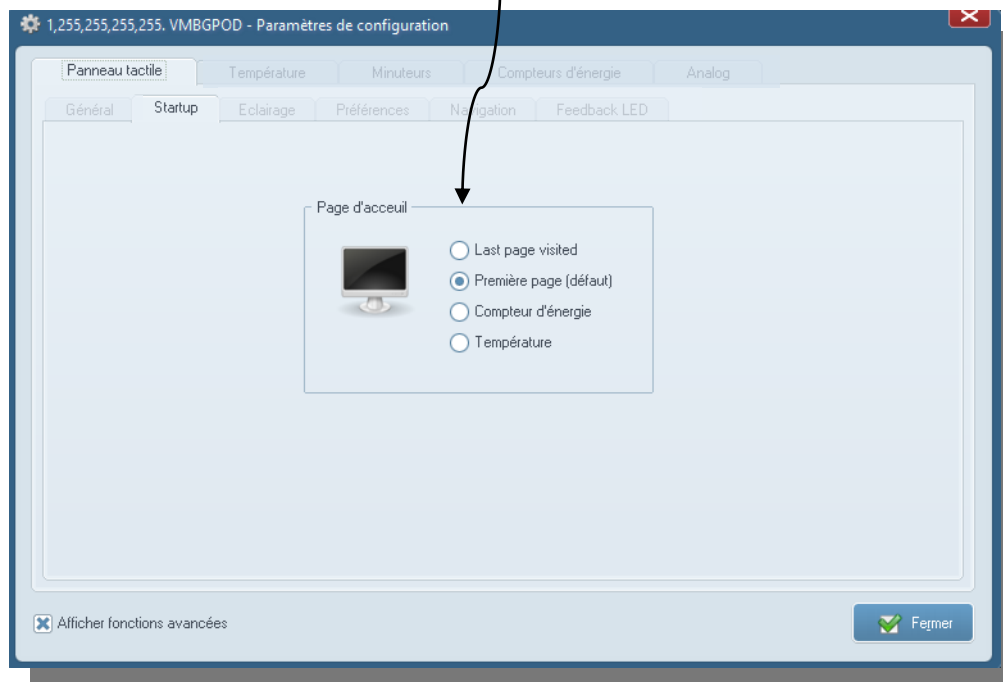 1,255,255,255,255. VMBGPOD - Paramètres de configuration
Panneau tactile Température Minuteurs Compteurs d'énergie Analog
Général Startup Eclairage Préférences Navigation Feedback LED
Page d'acceuil
Last page visited
Première page (défaut)
Compteur d'énergie
Température
Afficher fonctions avancées Fermer